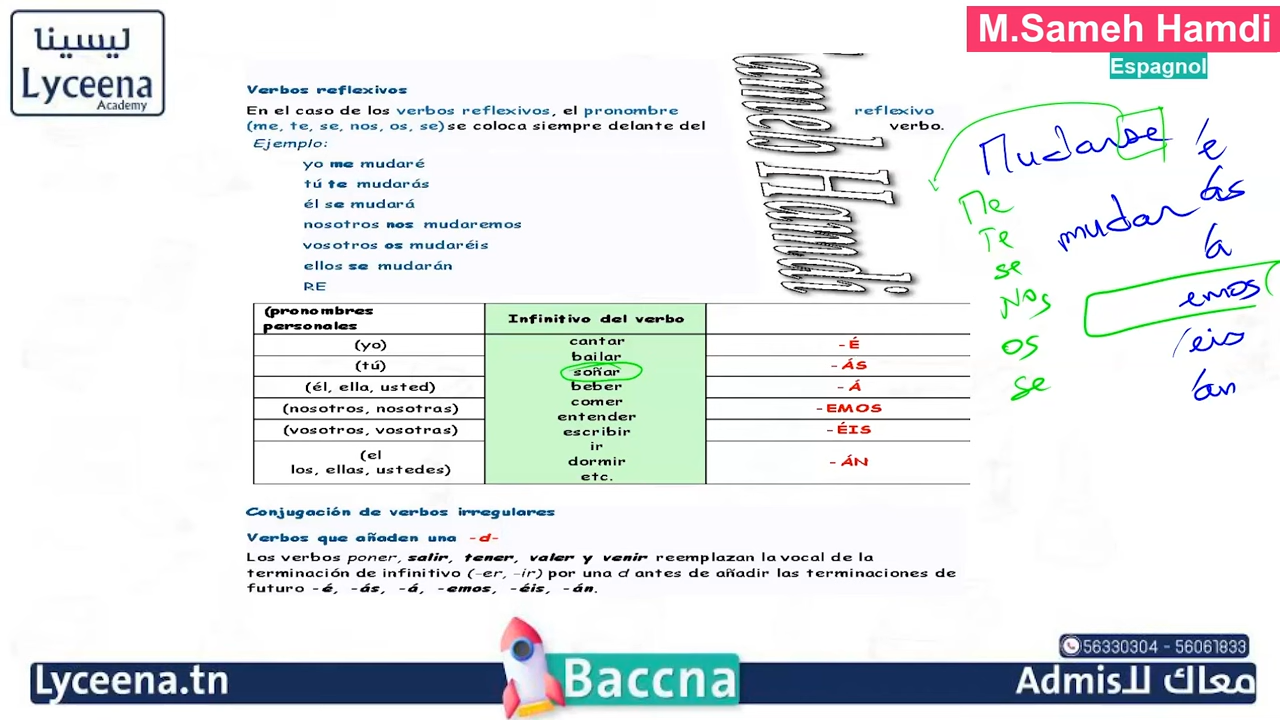 ليسينا
Lyceena
Academy
M.Sameh Hamdi
Espagnol
Verbos reflexivos
En el caso de los verbos reflexivos, el pronombre reflexivo
(me, te, se, nos, os, se) se coloca siempre delante del verbo.
Ejemplo:
yo me mudaré
tú te mudarás
él se mudará
nosotros nos mudaremos
vosotros os mudaréis
ellos se mudarán
RE
Sameh Hamdi
Mudarse
mudar
Me
Te
se
Nos
os
se
é
ás
á
emos
éis
án
(pronombres personales
Infinitivo del verbo
(yo)
(tú)
(él, ella, usted)
(nosotros, nosotras)
(vosotros, vosotras)
(el
los, ellas, ustedes)
cantar
bailar
soñar
beber
comer
entender
escribir
ir
dormir
etc.
-É
-ÁS
-Á
-EMOS
-ÉIS
-ÁN
Conjugación de verbos irregulares
Verbos que añaden una -d-
Los verbos poner, salir, tener, valer y venir reemplazan la vocal de la
terminación de infinitivo (-er, -ir) por una d antes de añadir las terminaciones de
futuro -é, -ás, -á, -emos, -éis, -án.
56330304 - 56061833
Lyceena.tn
Baccna
معاك للـ Admis